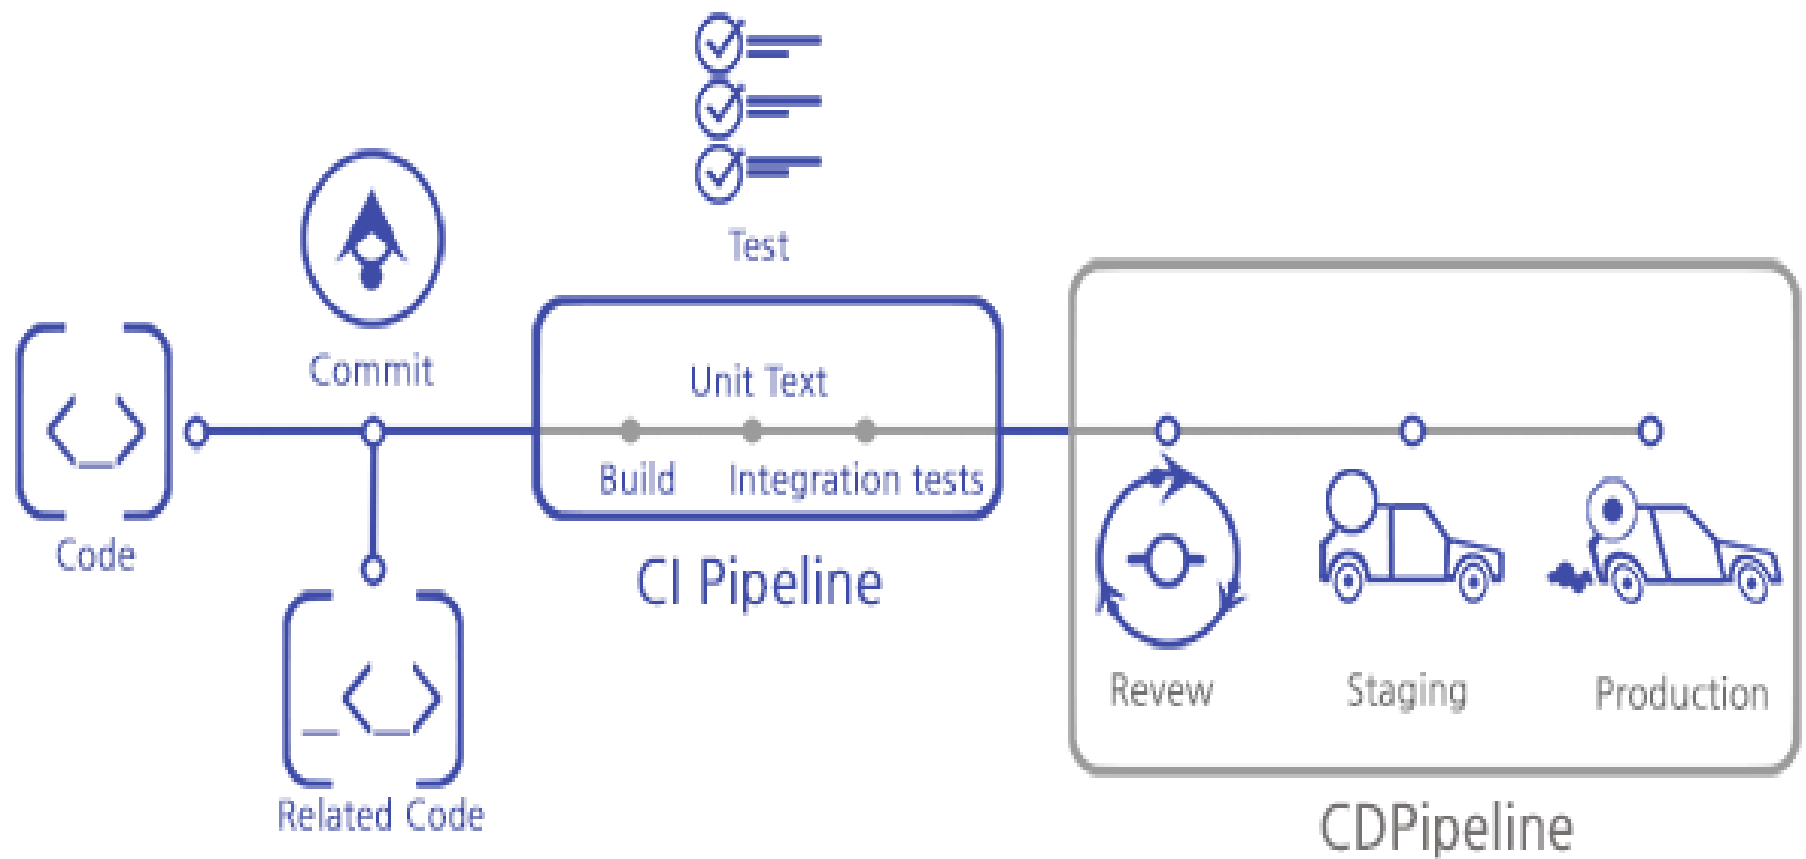 Test
Commit
Code
Related Code
Unit Text
Build
Integration tests
CI Pipeline
Revew
Staging
Production
CDPipeline